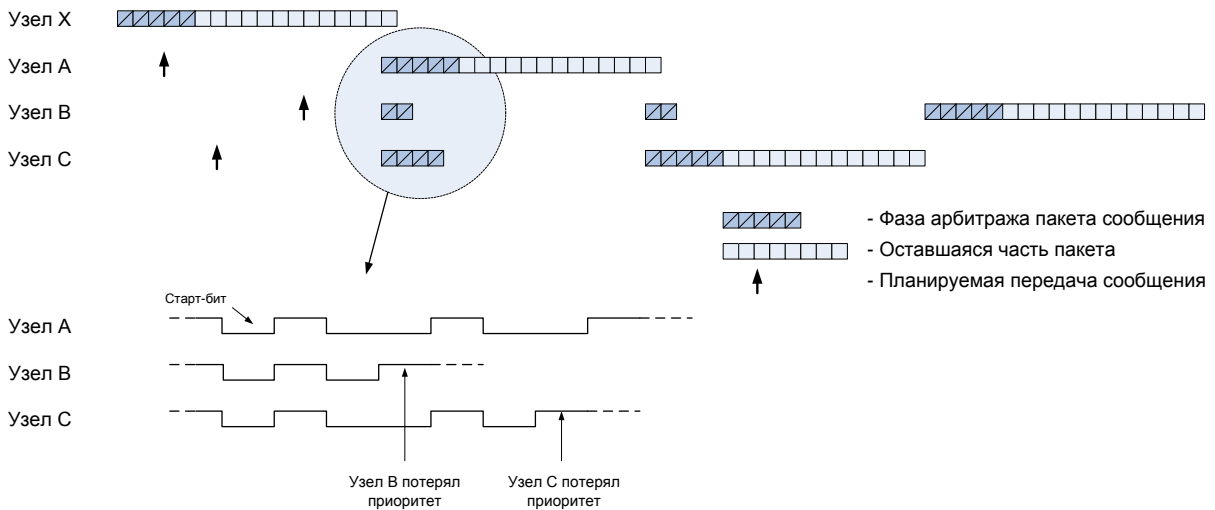 Узел X
Узел A
Узел B
Узел C
- Фаза арбитража пакета сообщения
- Оставшаяся часть пакета
- Планируемая передача сообщения
Старт-бит
Узел A
Узел B
Узел C
Узел B потерял
приоритет
Узел C потерял
приоритет